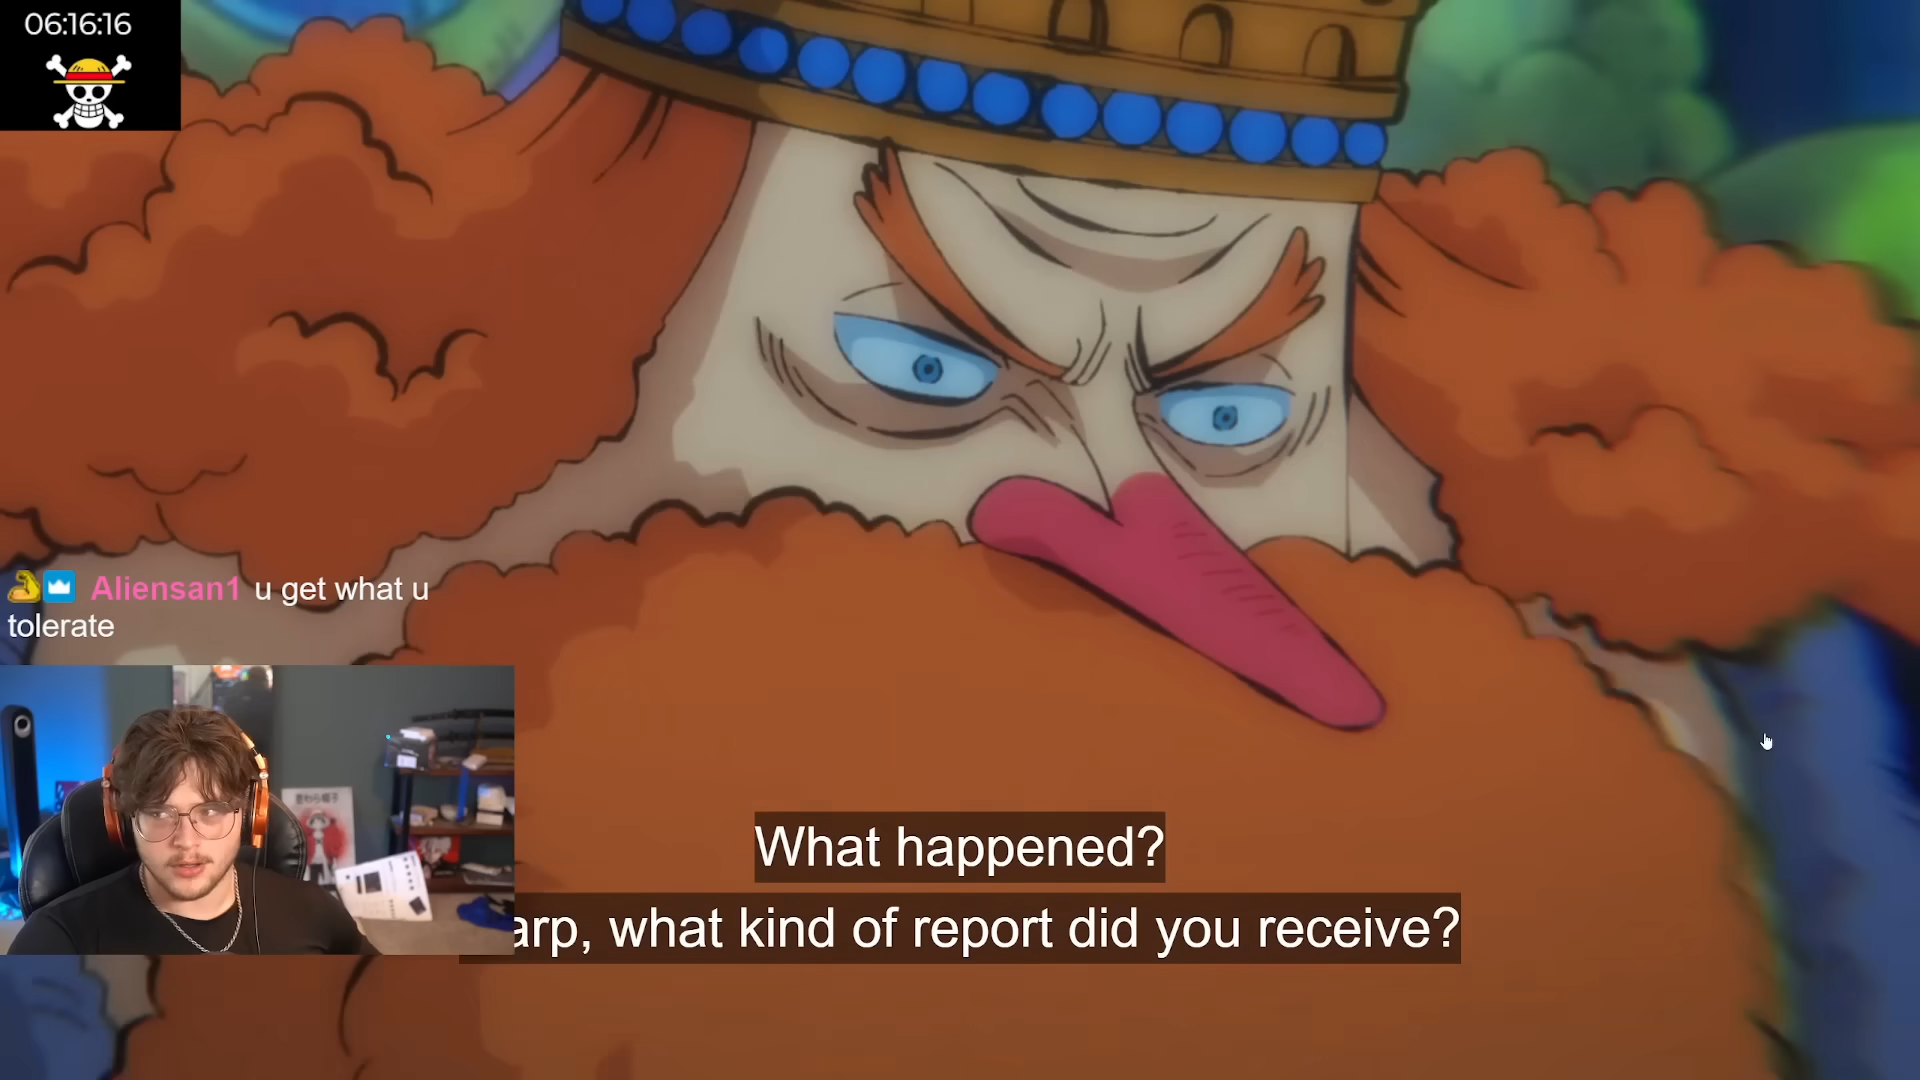 06:16:16
Aliensan1 u get what u
tolerate
What happened?
arp, what kind of report did you receive?